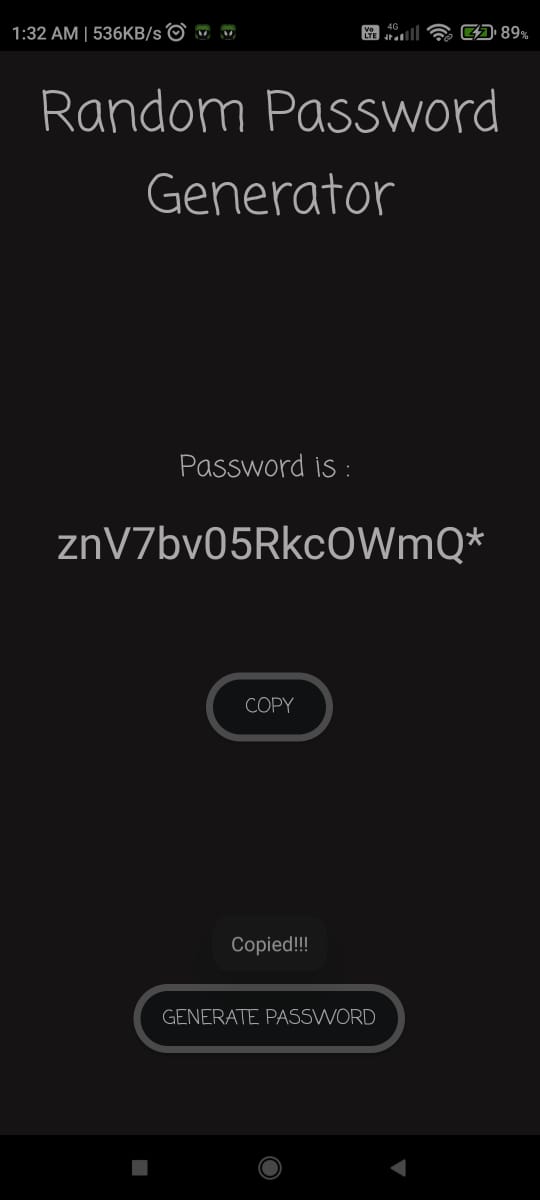 1:32 AM | 536KB/s Vo LTE 4G 89%
Random Password
Generator
Password is :
znV7bv05RkcOWmQ*
COPY
Copied!!!
GENERATE PASSWORD